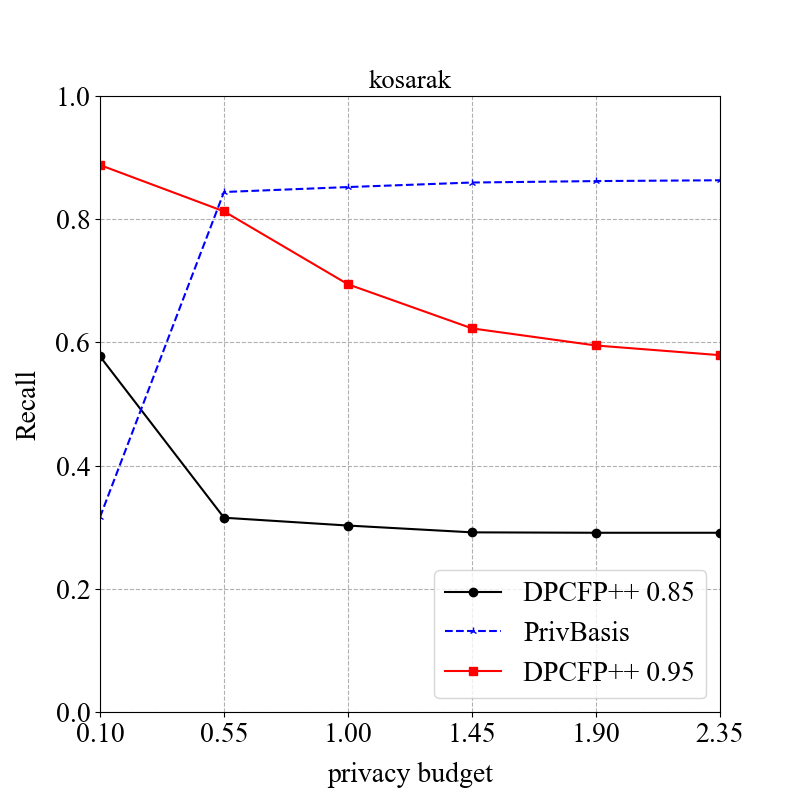 kosarak
1.0
0.8
0.6
0.4
0.2
0.0
Recall
DPCFP++ 0.85
PrivBasis
DPCFP++ 0.95
0.10 0.55 1.00 1.45 1.90 2.35
privacy budget